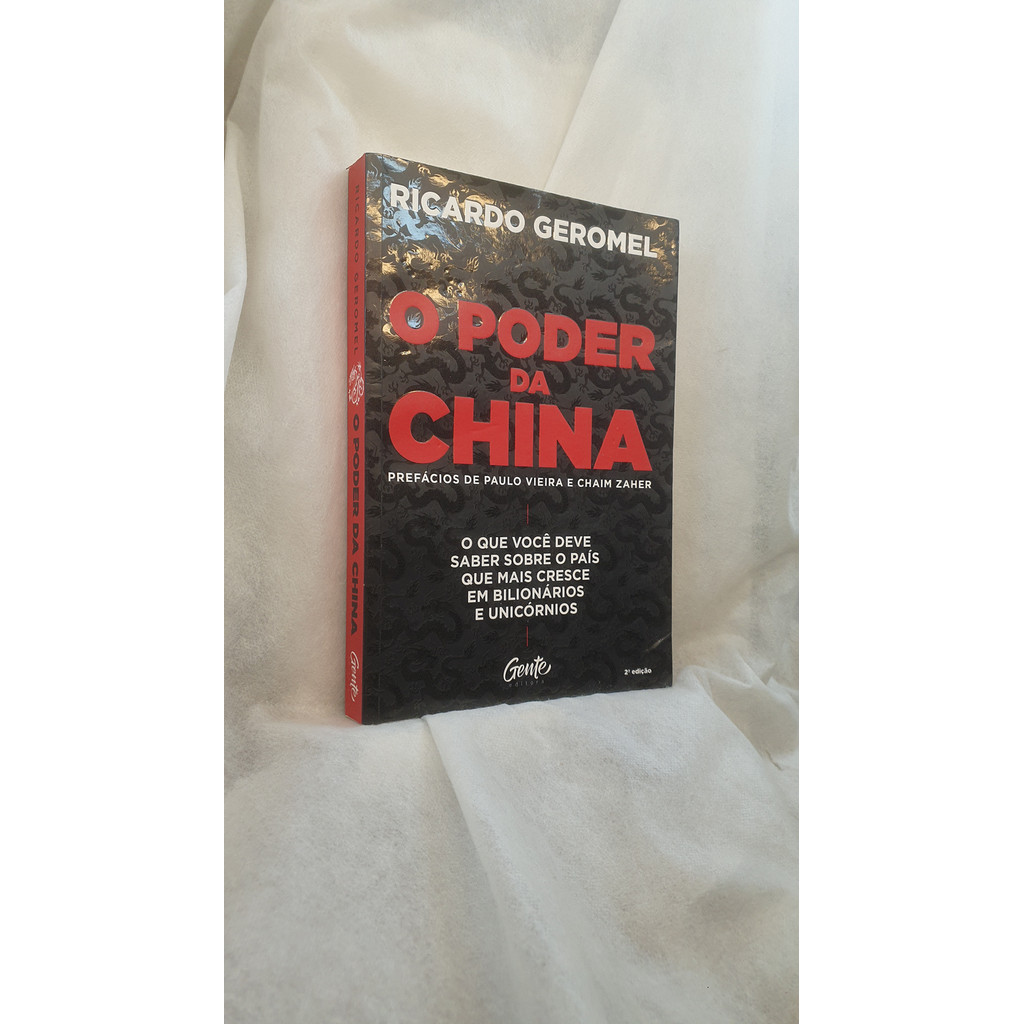 RICARDO GEROMEL
O PODER
DA
CHINA
PREFÁCIOS DE PAULO VIEIRA E CHAIM ZAHER
O QUE VOCÊ DEVE
SABER SOBRE O PAÍS
QUE MAIS CRESCE
EM BILIONÁRIOS
E UNICÓRNIOS
Gente
editora
2ª edição
RICARDO GEROMEL O PODER DA CHINA Gente